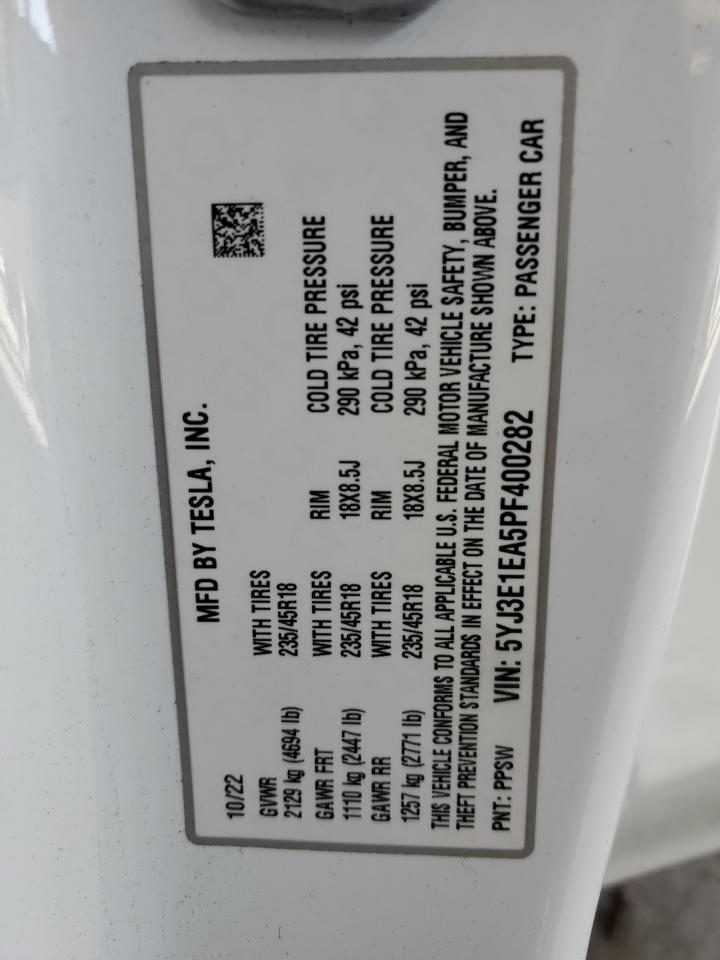 MFD BY TESLA, INC.
10/22
GVWR WITH TIRES
2129 kg (4694 lb) 235/45R18
GAWR FRT WITH TIRES RIM COLD TIRE PRESSURE
1110 kg (2447 lb) 235/45R18 18X8.5J 290 kPa, 42 psi
GAWR RR WITH TIRES RIM COLD TIRE PRESSURE
1257 kg (2771 lb) 235/45R18 18X8.5J 290 kPa, 42 psi
THIS VEHICLE CONFORMS TO ALL APPLICABLE U.S. FEDERAL MOTOR VEHICLE SAFETY, BUMPER, AND
THEFT PREVENTION STANDARDS IN EFFECT ON THE DATE OF MANUFACTURE SHOWN ABOVE.
PNT: PPSW VIN: 5YJ3E1EA5PF400282 TYPE: PASSENGER CAR